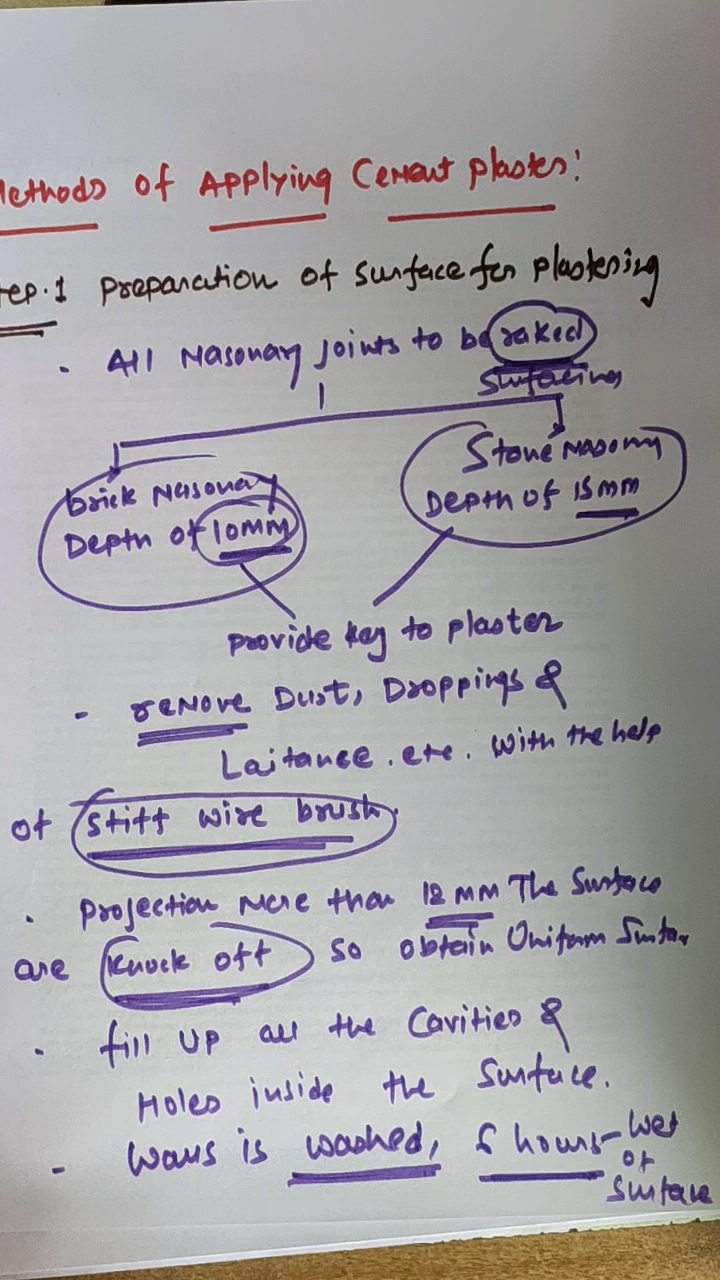 Methods of Applying Cement plaster:
Step.1 preparation of surface for plastering
. All Masonary joints to be raked
surfacing
brick Masonary
Depth of 10MM
Stone Masonry
Depth of 15MM
provide key to plaster
- remove Dust, Droppings &
Laitance. etc. With the help
of stiff wire brush.
. projection More than 12 MM The Surface
are Knock off so obtain Uniform Surface
. fill up all the Cavities &
Holes inside the surface.
- Walls is washed, 6 hours - Wet
of
surface